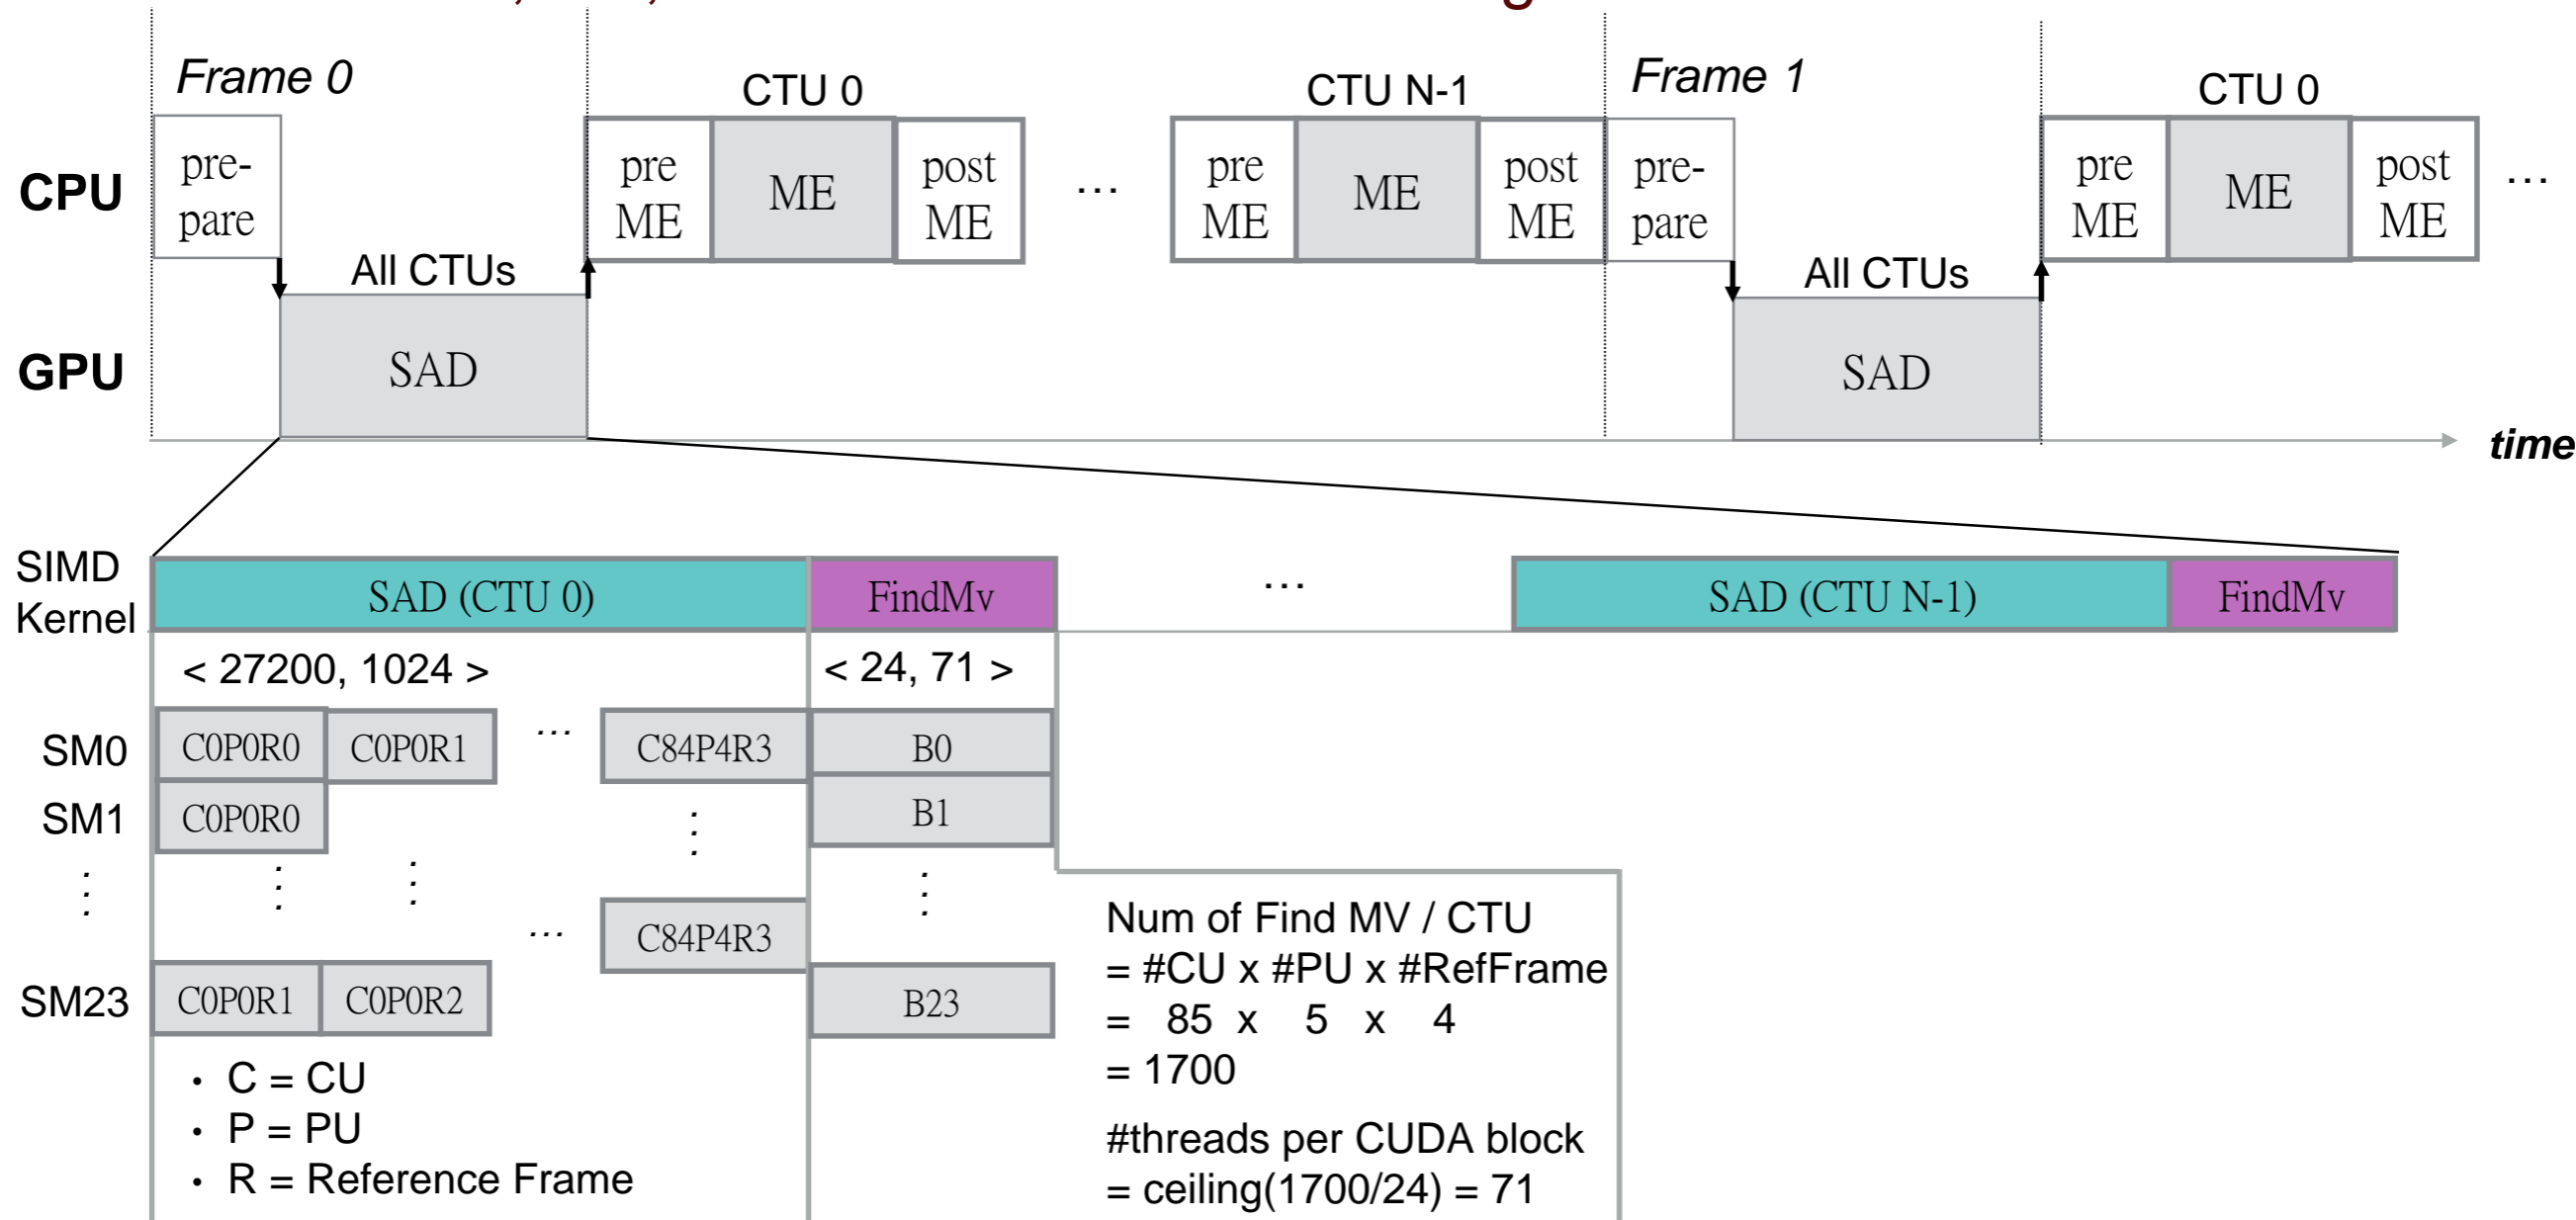 Frame 0
CTU 0
CTU N-1
Frame 1
CTU 0
CPU
pre-
pare
pre
ME
ME
post
ME
...
pre
ME
ME
post
ME
pre-
pare
pre
ME
ME
post
ME
...
All CTUs
All CTUs
GPU
SAD
SAD
time
SIMD
Kernel
SAD (CTU 0)
FindMv
...
SAD (CTU N-1)
FindMv
< 27200, 1024 >
< 24, 71 >
SM0
C0P0R0
C0P0R1
...
C84P4R3
B0
SM1
C0P0R0
B1
...
C84P4R3
SM23
C0P0R1
C0P0R2
B23
• C = CU
• P = PU
• R = Reference Frame
Num of Find MV / CTU
= #CU x #PU x #RefFrame
= 85 x 5 x 4
= 1700
#threads per CUDA block
= ceiling(1700/24) = 71